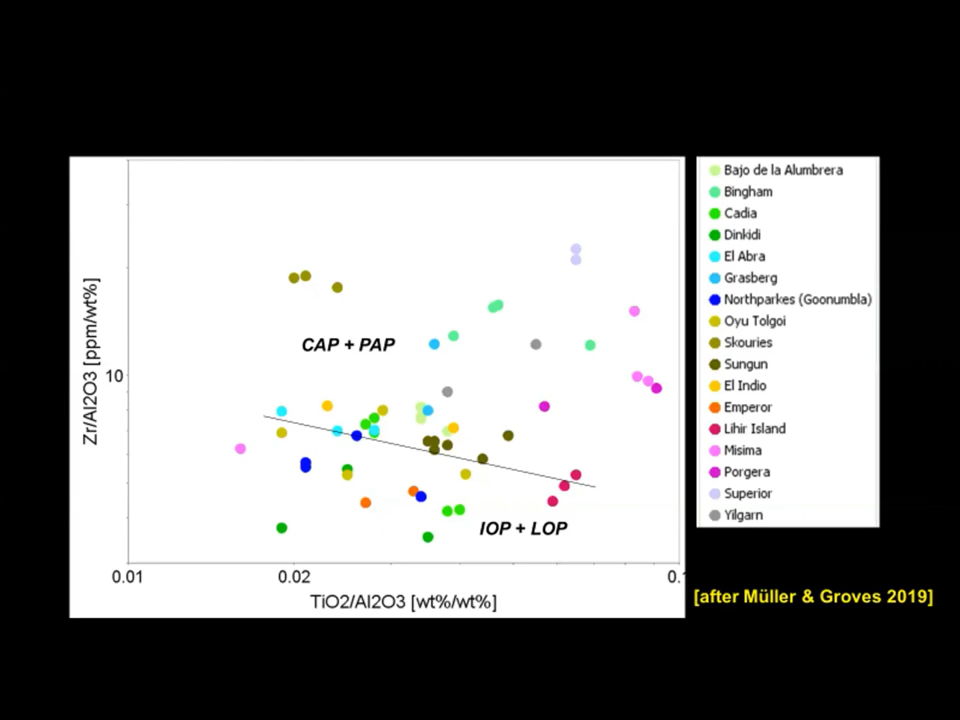 Zr/Al2O3 [ppm/wt%]
10
CAP + PAP
IOP + LOP
0.01
0.02
0.1
TiO2/Al2O3 [wt%/wt%]
Bajo de la Alumbrera
Bingham
Cadia
Dinkidi
El Abra
Grasberg
Northparkes (Goonumbla)
Oyu Tolgoi
Skouries
Sungun
El Indio
Emperor
Lihir Island
Misima
Porgera
Superior
Yilgarn
[after Müller & Groves 2019]